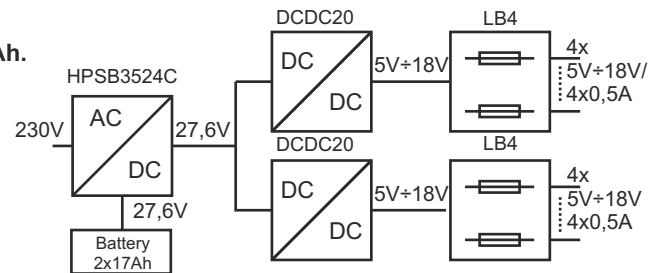 Ah.
HPSB3524C
230V
AC
DC
27,6V
27,6V
Battery
2x17Ah
DCDC20
DC
DC
5V÷18V
LB4
4x
5V÷18V/
4x0,5A
DCDC20
DC
DC
5V÷18V
LB4
4x
5V÷18V
4x0,5A